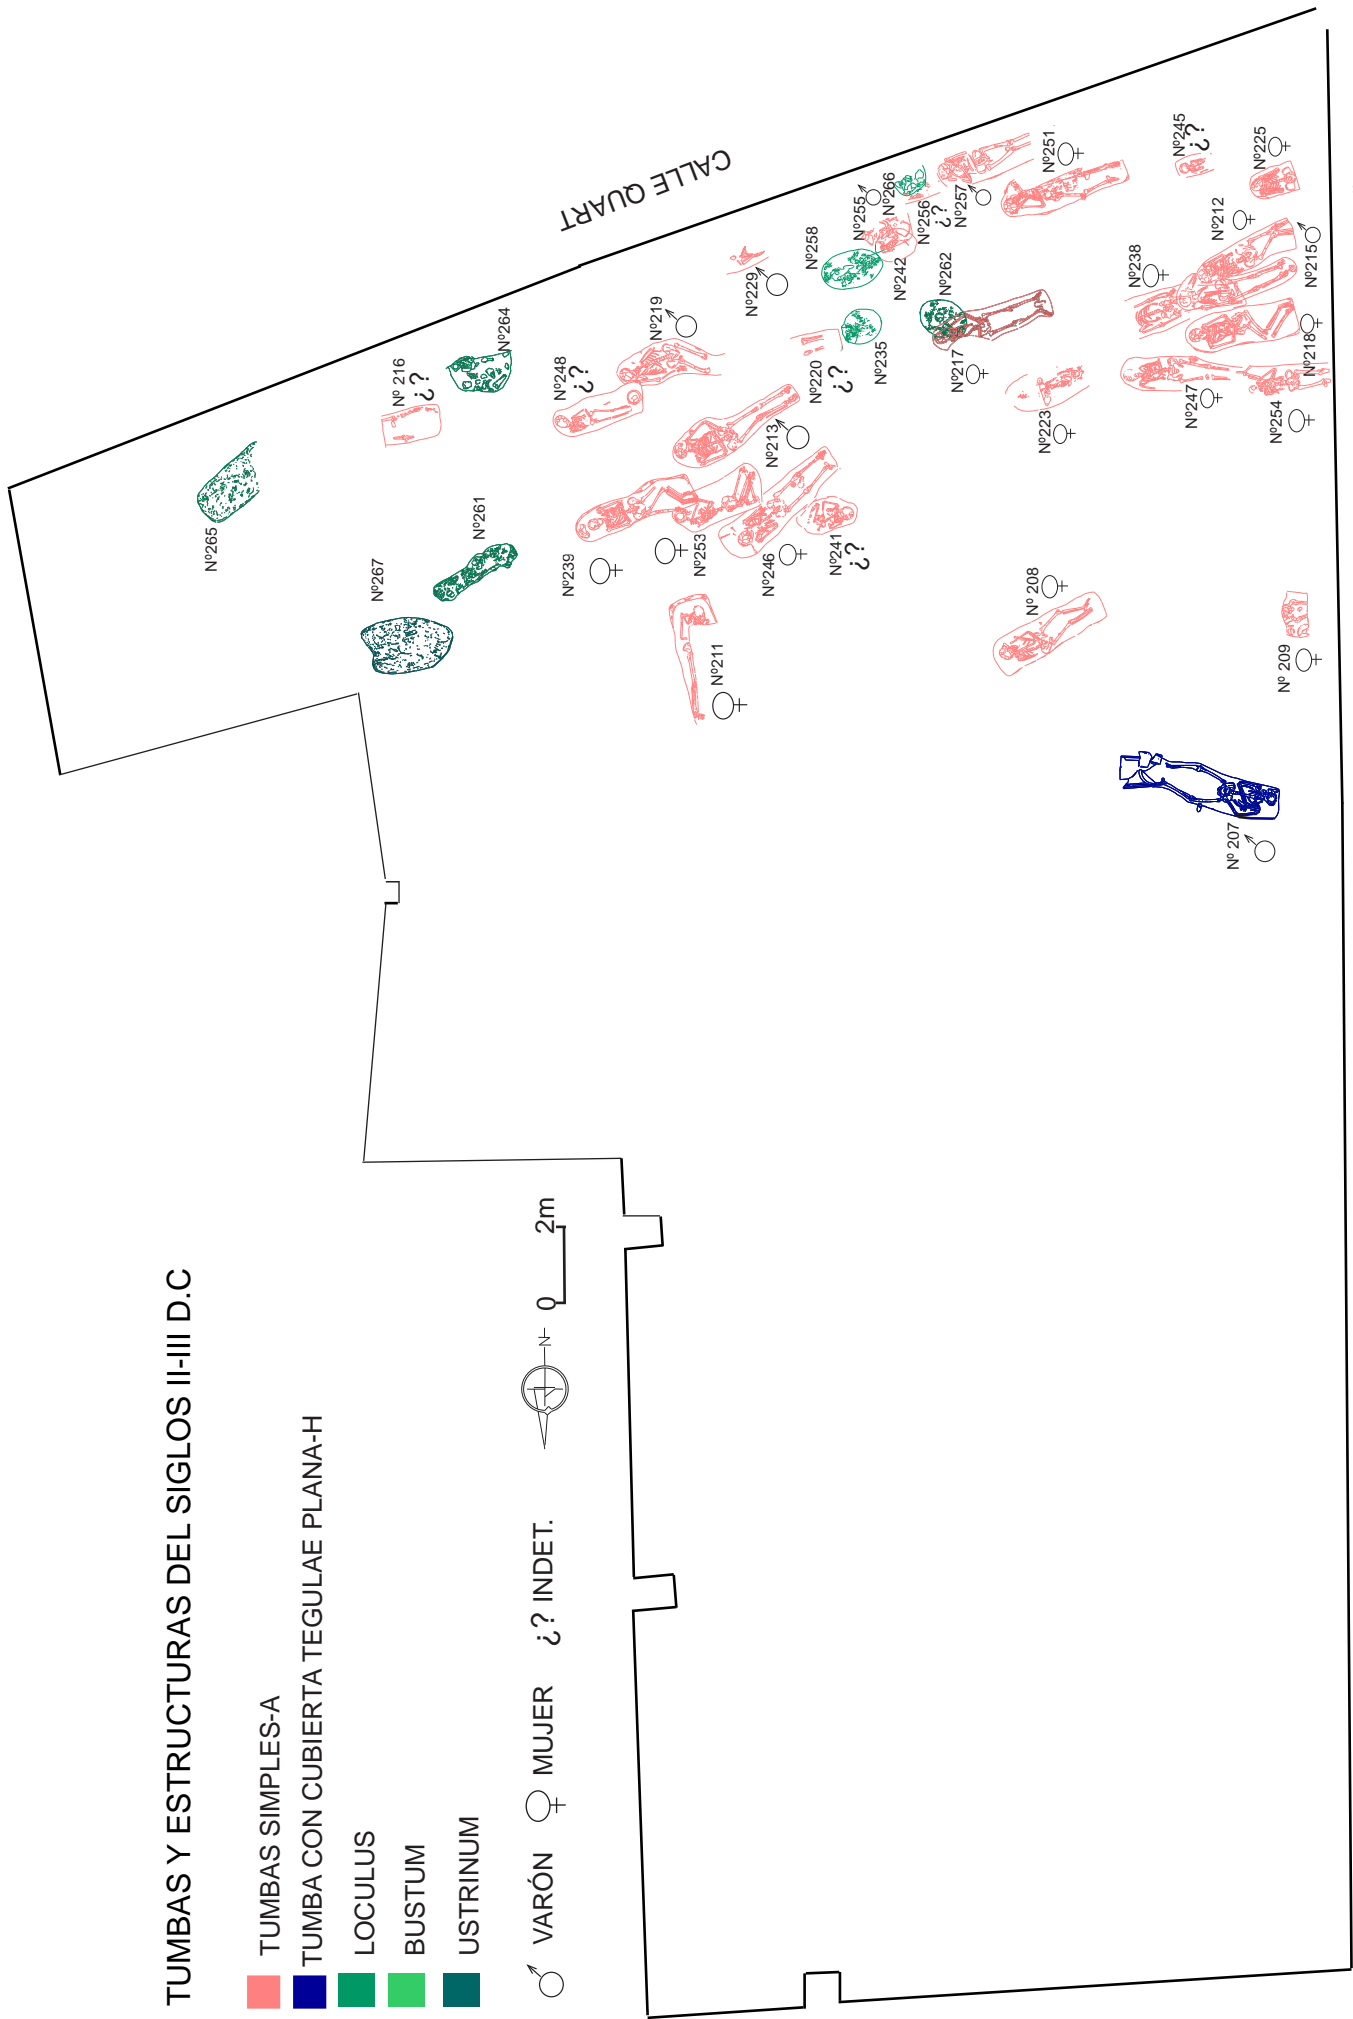 TUMBAS Y ESTRUCTURAS DEL SIGLOS II-III D.C
TUMBAS SIMPLES-A
TUMBA CON CUBIERTA TEGULAE PLANA-H
LOCULUS
BUSTUM
USTRINUM
VARÓN
MUJER
¿? INDET.
N
0
2m
CALLE QUART
Nº265
Nº267
Nº261
Nº 216
¿?
Nº264
Nº248
¿?
Nº219
Nº239
Nº253
Nº211
Nº213
Nº246
Nº241
¿?
Nº229
Nº220
¿?
Nº258
Nº235
Nº242
Nº255
Nº266
Nº256
¿?
Nº257
Nº262
Nº217
Nº223
Nº251
Nº 208
Nº238
Nº245
¿?
Nº225
Nº212
Nº215
Nº218
Nº247
Nº254
Nº 209
Nº 207